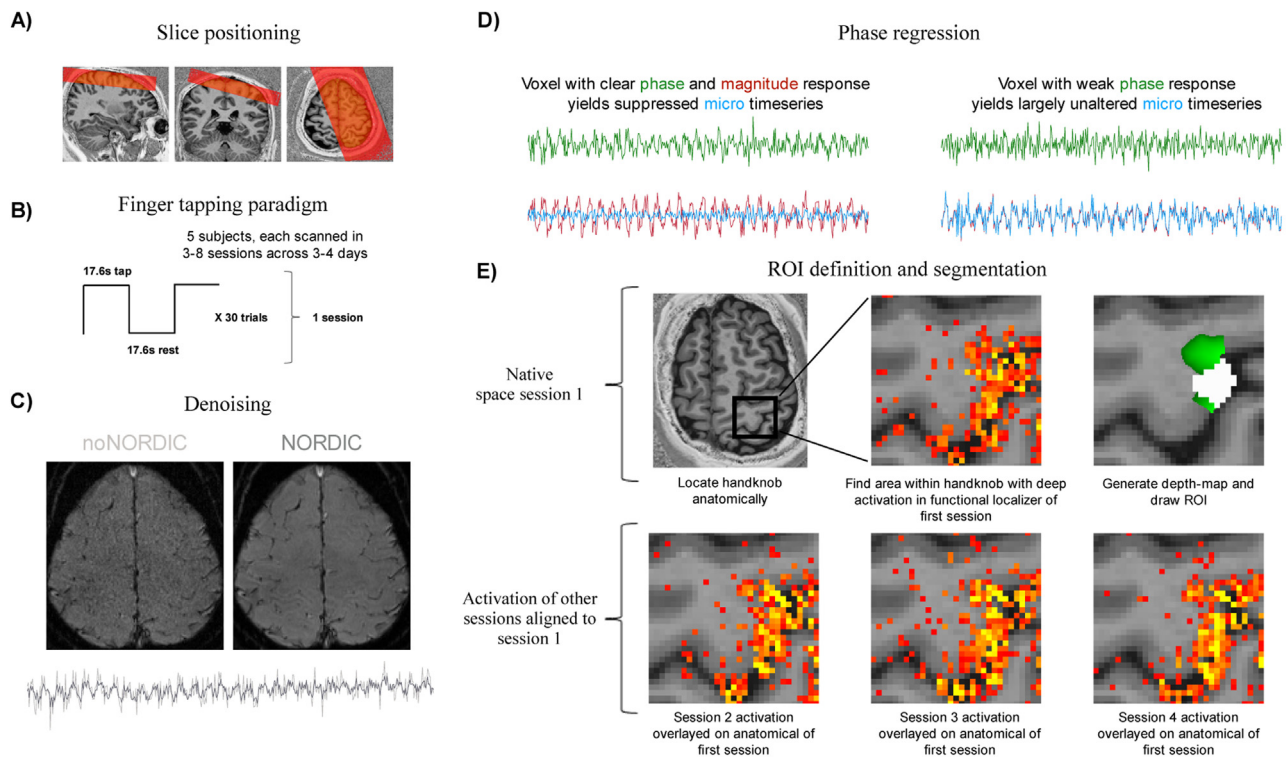 A)
Slice positioning
B)
Finger tapping paradigm
5 subjects, each scanned in
3-8 sessions across 3-4 days
17.6s tap
X 30 trials
1 session
17.6s rest
C)
Denoising
noNORDIC
NORDIC
D)
Phase regression
Voxel with clear phase and magnitude response
yields suppressed micro timeseries
Voxel with weak phase response
yields largely unaltered micro timeseries
E)
ROI definition and segmentation
Native
space session 1
Locate handknob
anatomically
Find area within handknob with deep
activation in functional localizer of
first session
Generate depth-map and
draw ROI
Activation of other
sessions aligned to
session 1
Session 2 activation
overlayed on anatomical of
first session
Session 3 activation
overlayed on anatomical of
first session
Session 4 activation
overlayed on anatomical of
first session